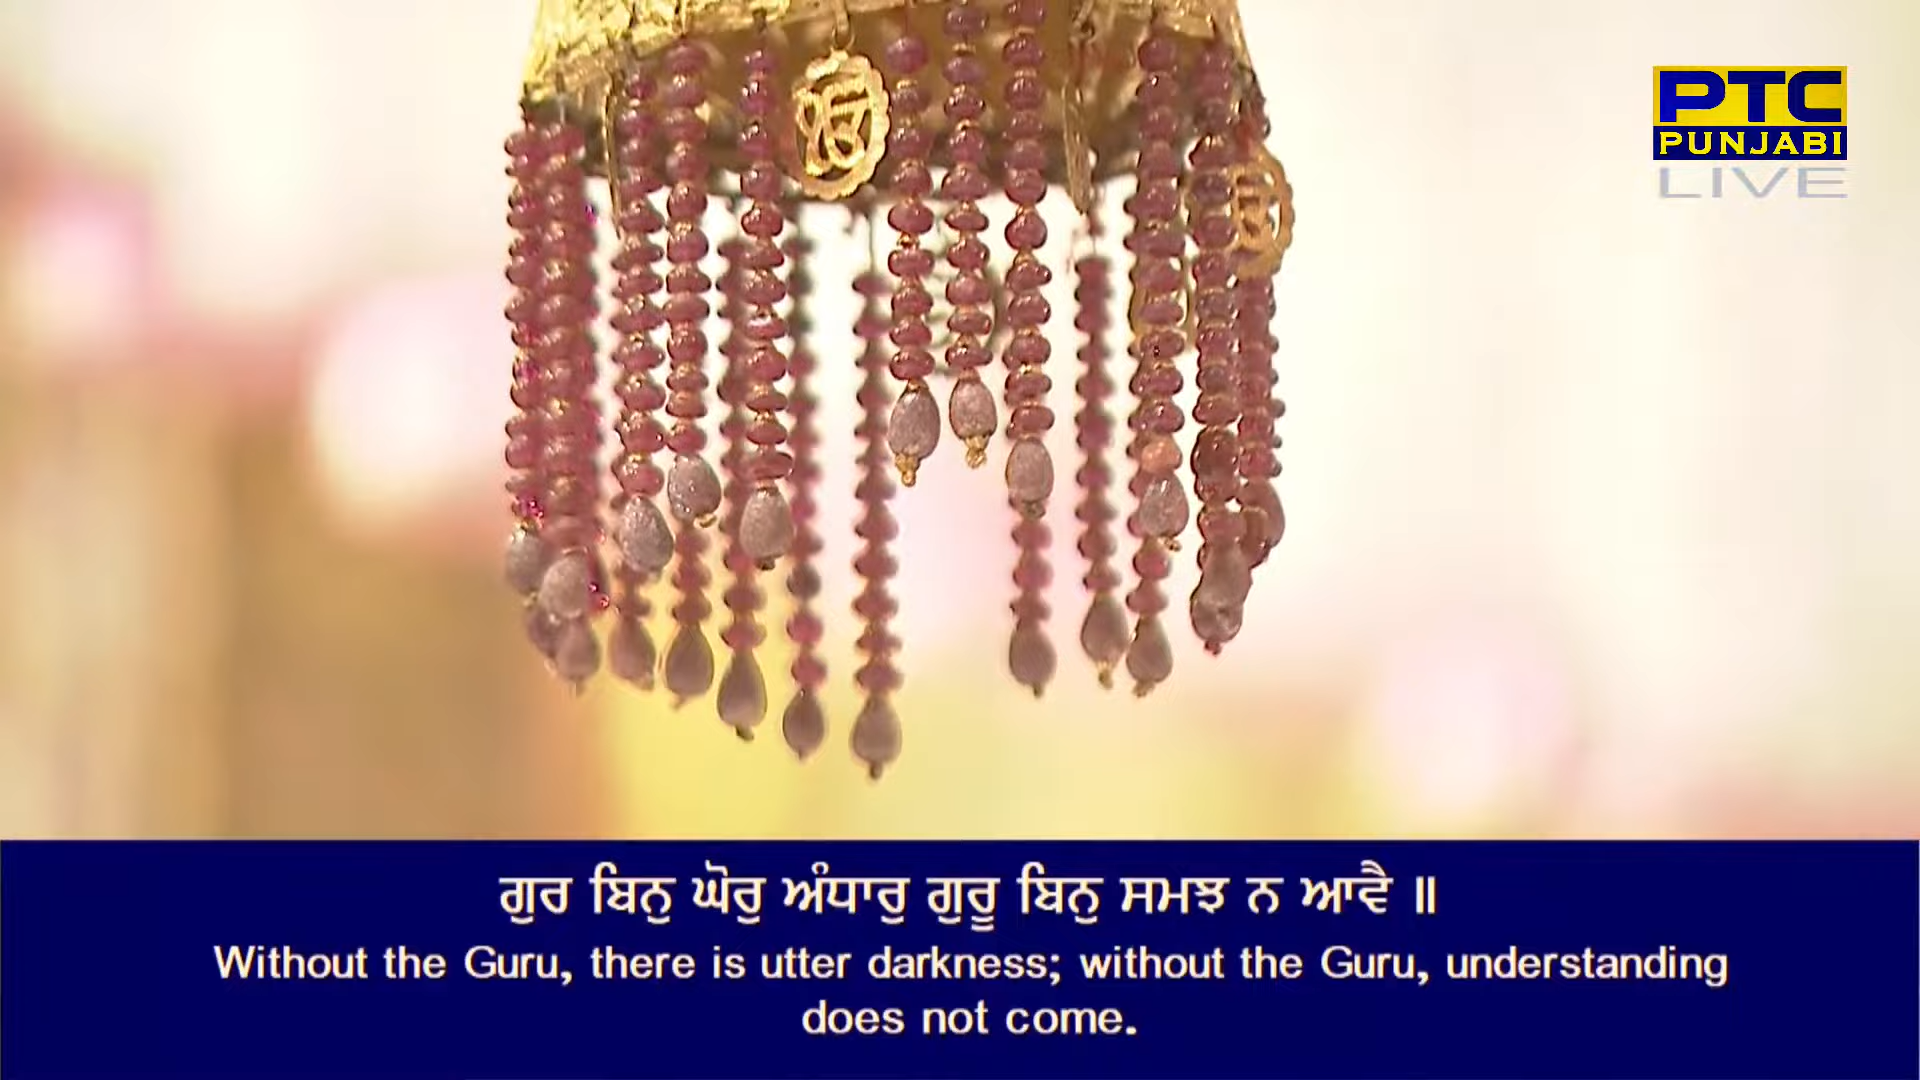 ੴ
PTC
PUNJABI
LIVE
ਗੁਰ ਬਿਨੁ ਘੋਰੁ ਅੰਧਾਰੁ ਗੁਰੂ ਬਿਨੁ ਸਮਝ ਨ ਆਵੈ ॥
Without the Guru, there is utter darkness; without the Guru, understanding
does not come.